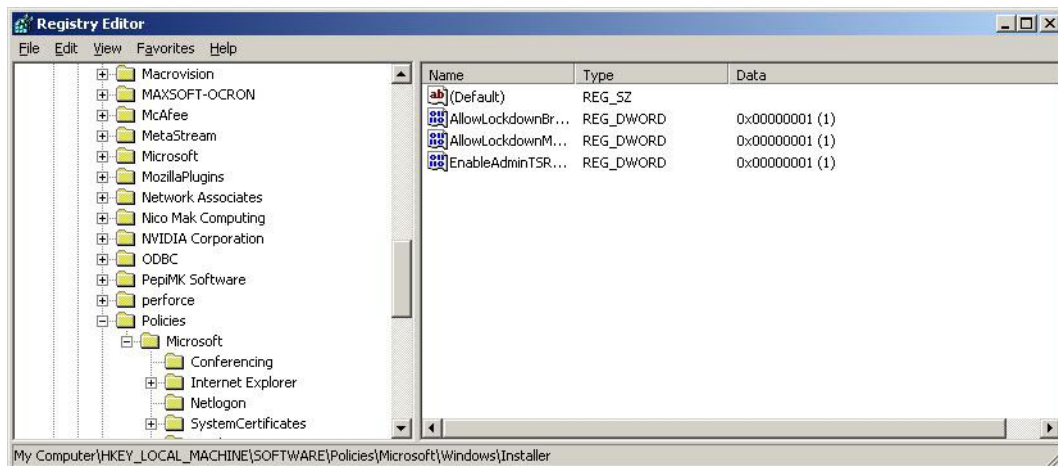 Registry Editor
File Edit View Favorites Help
Macrovision
MAXSOFT-OCRON
McAfee
MetaStream
Microsoft
MozillaPlugins
Network Associates
Nico Mak Computing
NVIDIA Corporation
ODBC
PepiMK Software
perforce
Policies
Microsoft
Conferencing
Internet Explorer
Netlogon
SystemCertificates
Name Type Data
ab (Default) REG_SZ
AllowLockdownBr... REG_DWORD 0x00000001 (1)
AllowLockdownM... REG_DWORD 0x00000001 (1)
EnableAdminTSR... REG_DWORD 0x00000001 (1)
My Computer\HKEY_LOCAL_MACHINE\SOFTWARE\Policies\Microsoft\Windows\Installer